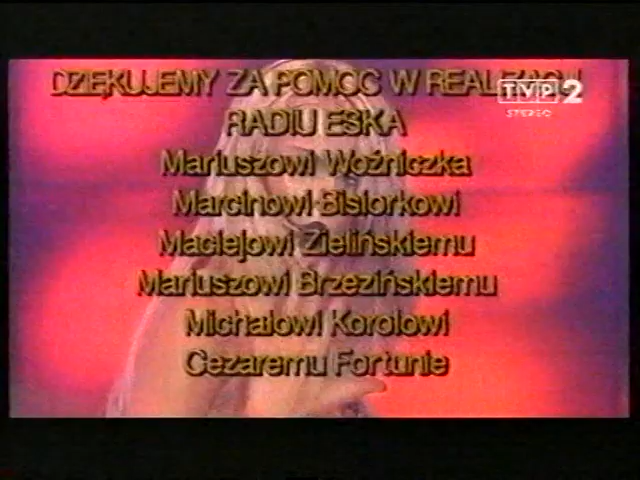 DZIĘKUJEMY ZA POMOC W REALIZACJI
TVP2
STEREO
RADIU ESKA
Mariuszowi Woźniczka
Marcinowi Bisiorkowi
Maciejowi Zielińskiemu
Mariuszowi Brzezińskiemu
Michałowi Korolowi
Cezaremu Fortunie